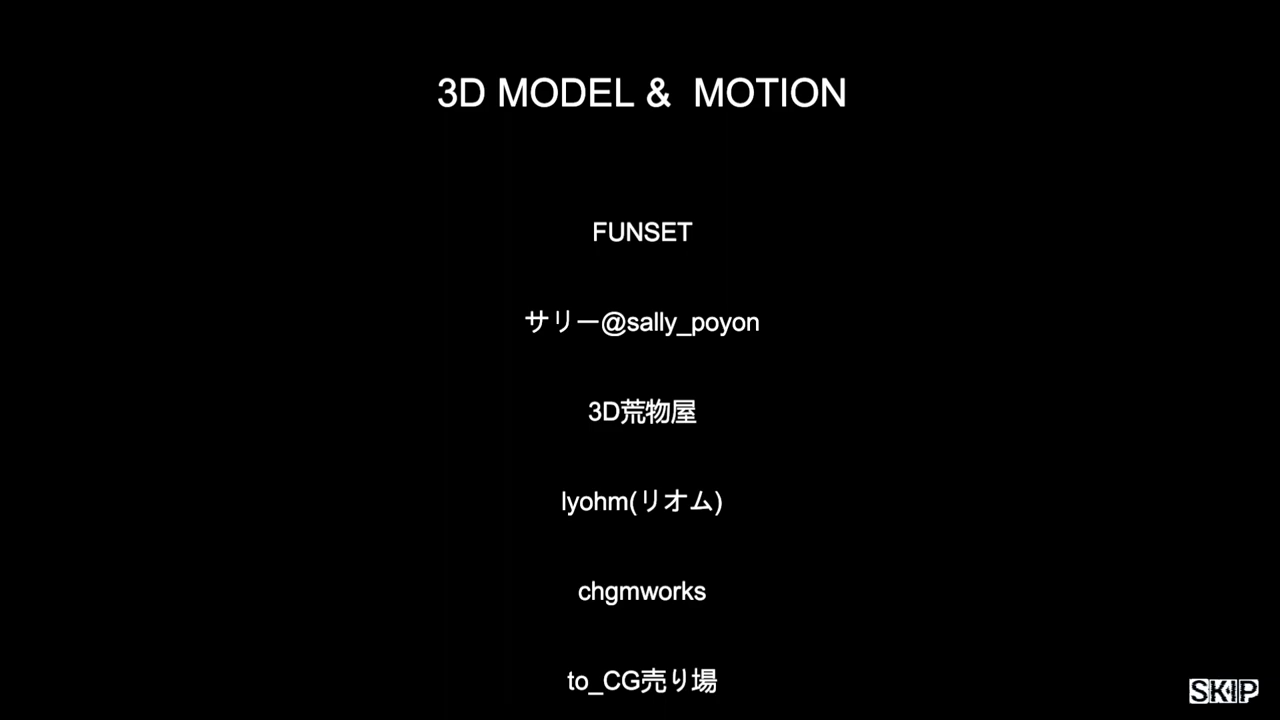 3D MODEL &  MOTION
FUNSET
サリー@sally_poyon
3D荒物屋
lyohm(リオム)
chgmworks
to_CG売り場
SKIP